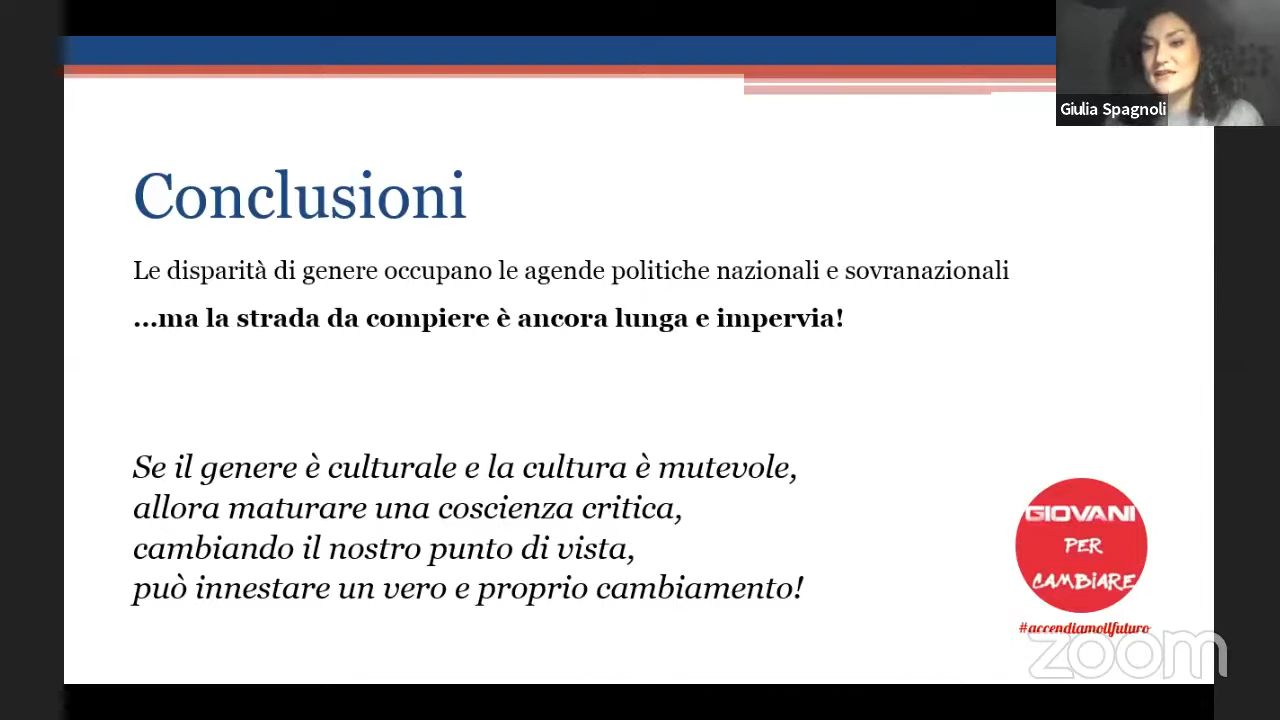 Giulia Spagnoli
Conclusioni
Le disparità di genere occupano le agende politiche nazionali e sovranazionali
...ma la strada da compiere è ancora lunga e impervia!
Se il genere è culturale e la cultura è mutevole,
allora maturare una coscienza critica,
cambiando il nostro punto di vista,
può innestare un vero e proprio cambiamento!
GIOVANI
PER
CAMBIARE
#accendiamoilfuturo
zoom